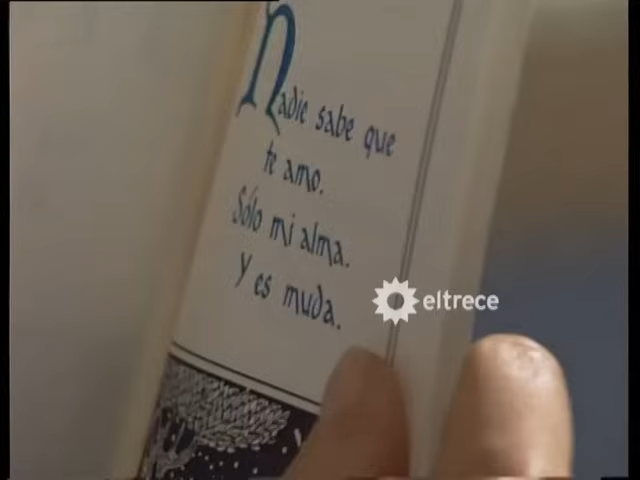 Nadie sabe que
te amo.
Sólo mi alma.
Y es muda.
eltrece